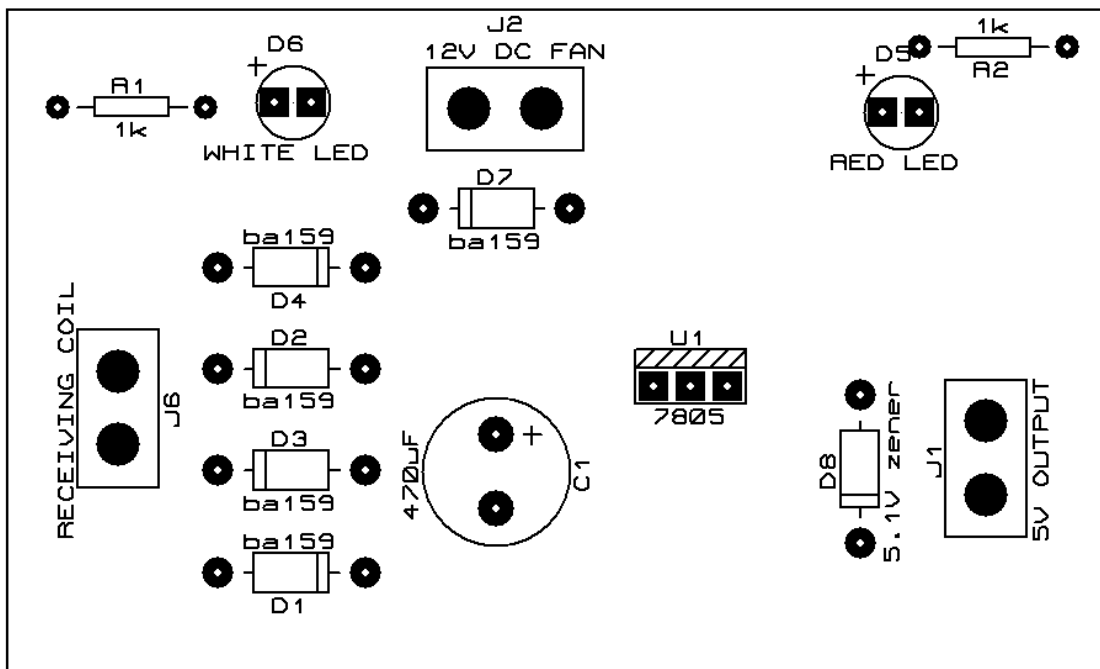 J2
1k
D6
12V DC FAN
D5
+
R2
+
R1
1k
WHITE LED
RED LED
D7
ba159
ba159
D4
RECEIVING COIL
J6
D2
ba159
U1
7805
D3
ba159
470uF
+
C1
D8
5.1V zener
J1
5V OUTPUT
ba159
D1